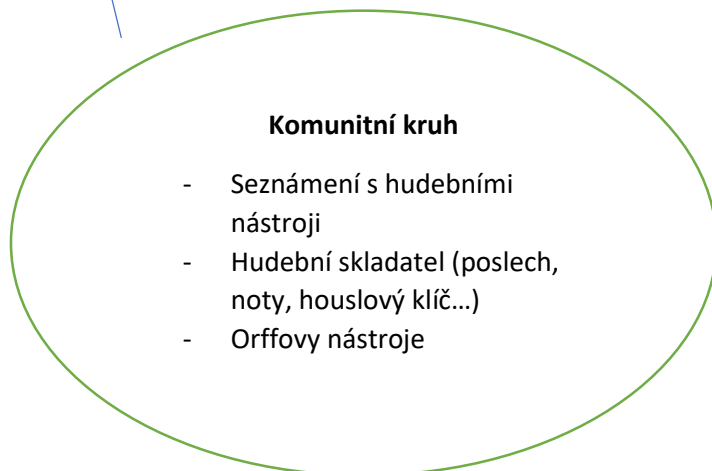 Komunitní kruh
- Seznámení s hudebními
nástroji
- Hudební skladatel (poslech,
noty, houslový klíč…)
- Orffovy nástroje